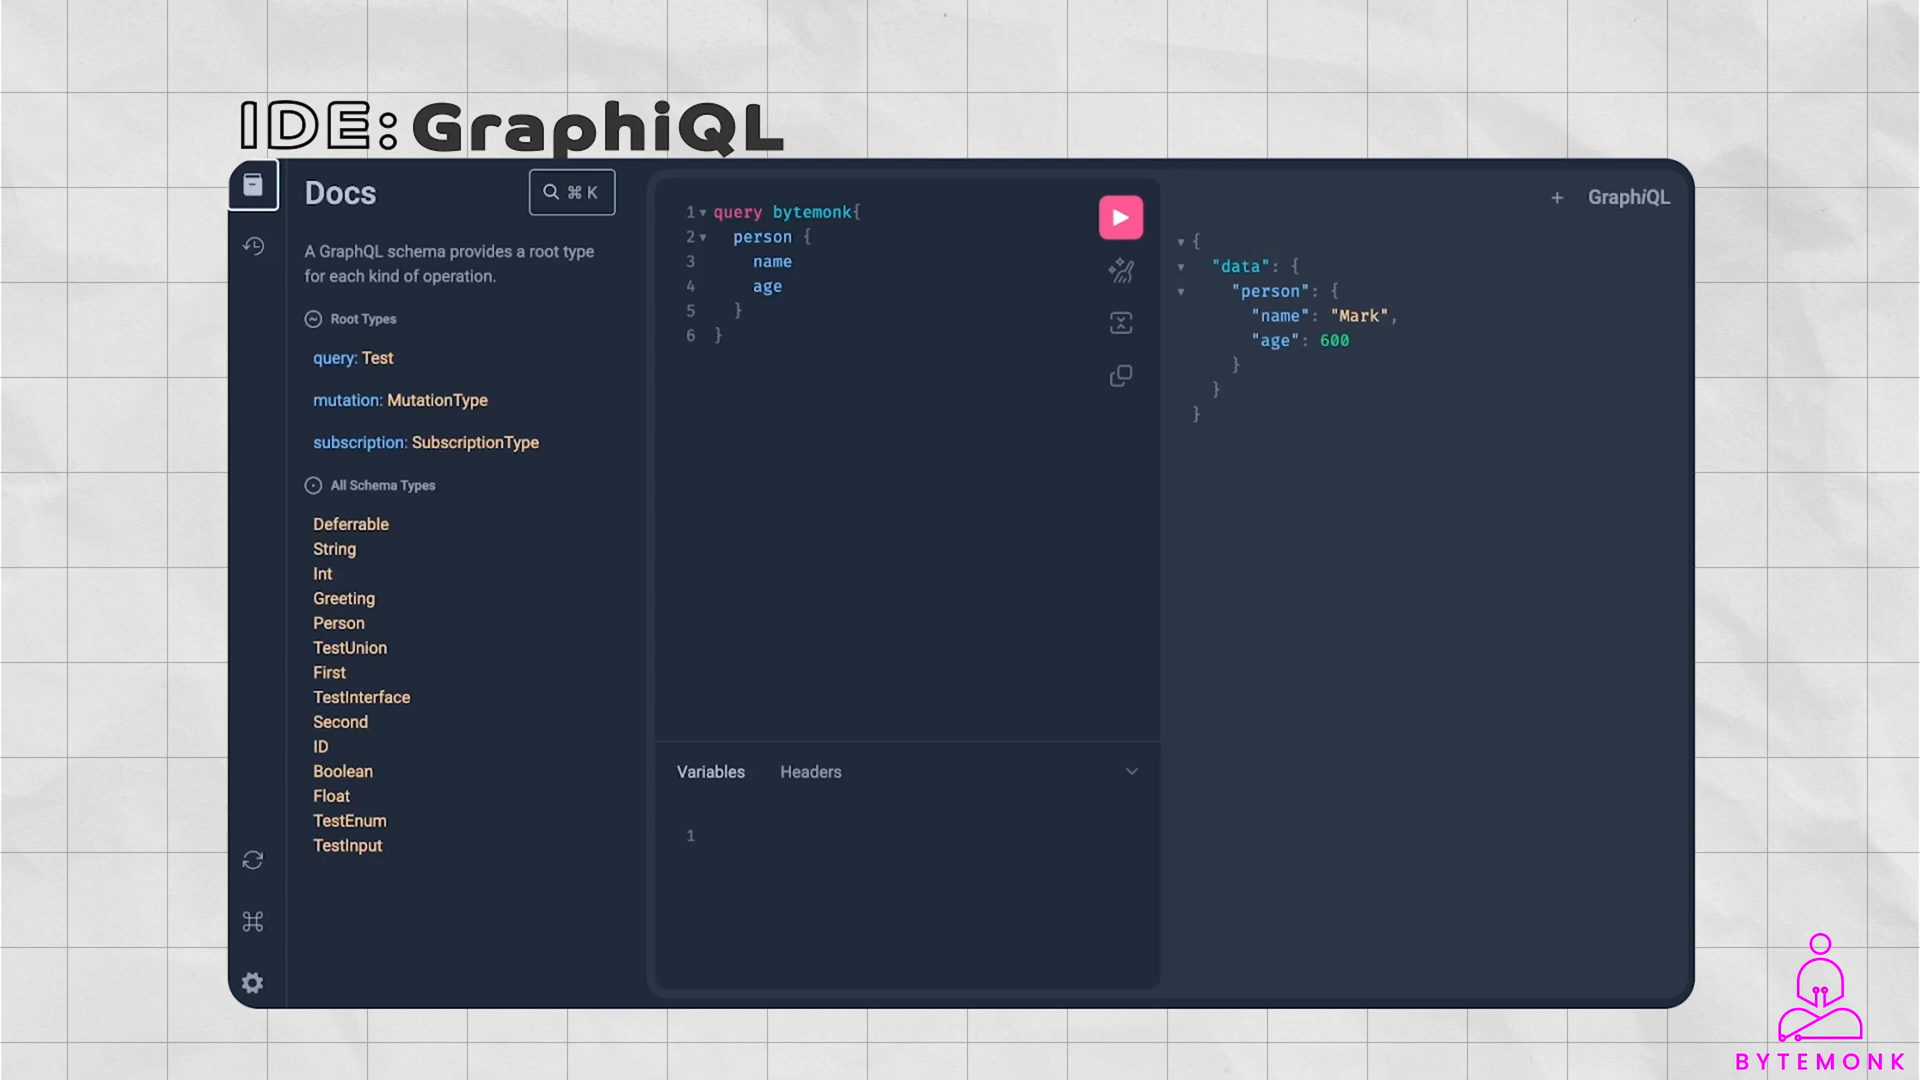 IDE: GraphiQL
Docs
⌘ K
A GraphQL schema provides a root type
for each kind of operation.
Root Types
query: Test
mutation: MutationType
subscription: SubscriptionType
All Schema Types
Deferrable
String
Int
Greeting
Person
TestUnion
First
TestInterface
Second
ID
Boolean
Float
TestEnum
TestInput
1 query bytemonk{
2 person {
3 name
4 age
5 }
6 }
Variables Headers
1
+ GraphiQL
{
"data": {
"person": {
"name": "Mark",
"age": 600
}
}
}
BYTEMONK